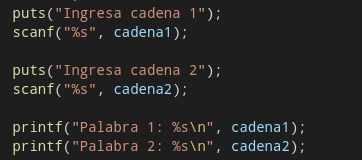 puts("Ingresa cadena 1");
scanf("%s", cadena1);
puts("Ingresa cadena 2");
scanf("%s", cadena2);
printf("Palabra 1: %s\n", cadena1);
printf("Palabra 2: %s\n", cadena2);